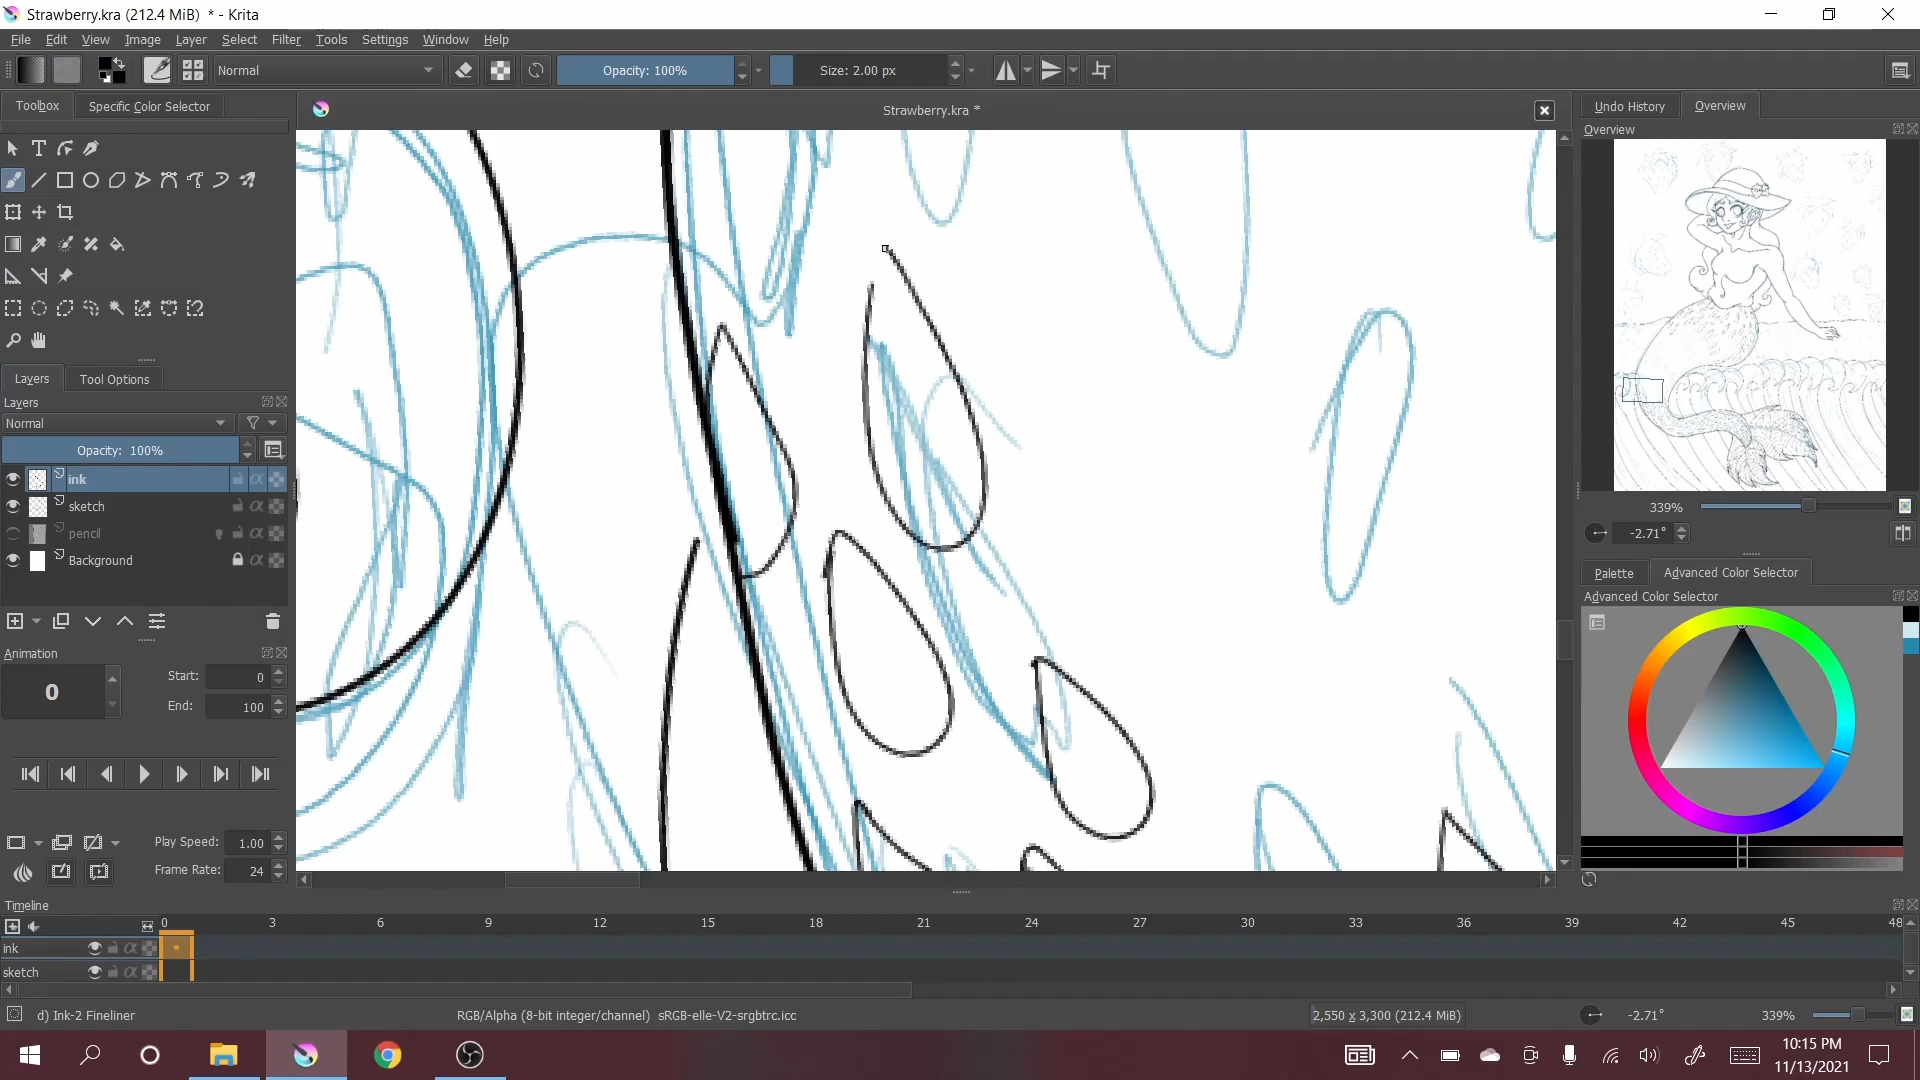 Strawberry.kra (212.4 MiB) * - Krita
File Edit View Image Layer Select Filter Tools Settings Window Help
Normal Opacity: 100% Size: 2.00 px
Toolbox Specific Color Selector
Strawberry.kra *
Undo History Overview
Overview
T
Layers Tool Options
Layers
Normal
Opacity: 100%
ink
sketch
pencil
Background
339%
-2.71°
Palette Advanced Color Selector
Advanced Color Selector
Animation
0 Start: 0
End: 100
Play Speed: 1.00
Frame Rate: 24
Timeline
0 3 6 9 12 15 18 21 24 27 30 33 36 39 42 45 48
ink
sketch
d) Ink-2 Fineliner
RGB/Alpha (8-bit integer/channel) sRGB-elle-V2-srgbtrc.icc
2,550 x 3,300 (212.4 MiB)
-2.71°
339%
10:15 PM
11/13/2021